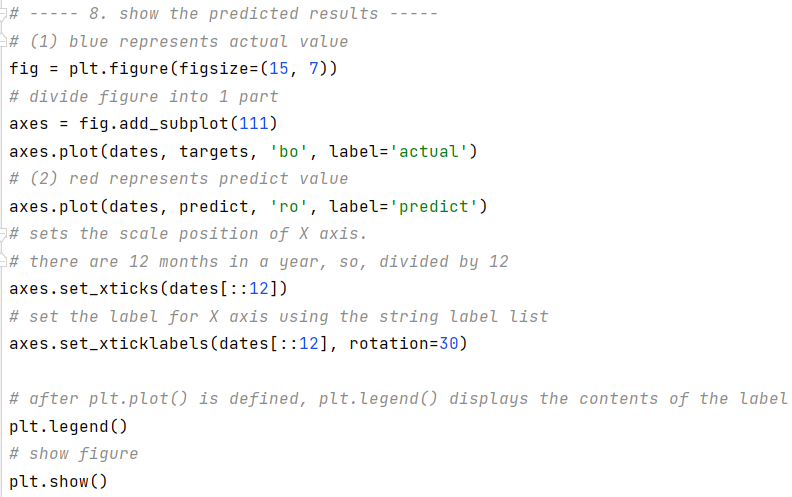 # ----- 8. show the predicted results -----
# (1) blue represents actual value
fig = plt.figure(figsize=(15, 7))
# divide figure into 1 part
axes = fig.add_subplot(111)
axes.plot(dates, targets, 'bo', label='actual')
# (2) red represents predict value
axes.plot(dates, predict, 'ro', label='predict')
# sets the scale position of X axis.
# there are 12 months in a year, so, divided by 12
axes.set_xticks(dates[::12])
# set the label for X axis using the string label list
axes.set_xticklabels(dates[::12], rotation=30)

# after plt.plot() is defined, plt.legend() displays the contents of the label
plt.legend()
# show figure
plt.show()